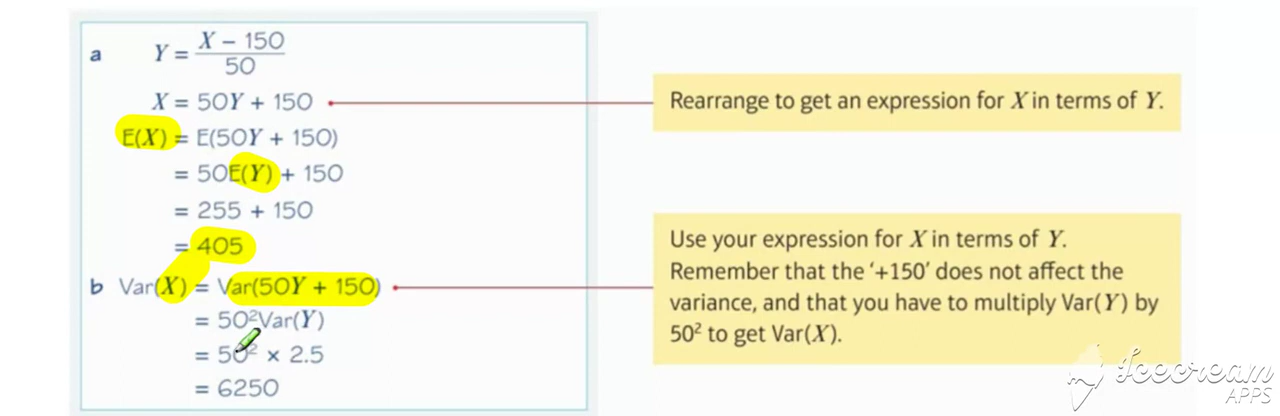 a Y = X – 150 / 50
X = 50Y + 150
E(X) = E(50Y + 150)
= 50E(Y) + 150
= 255 + 150
= 405
b Var(X) = Var(50Y + 150)
= 50²Var(Y)
= 50² × 2.5
= 6250
Rearrange to get an expression for X in terms of Y.
Use your expression for X in terms of Y.
Remember that the ‘+150’ does not affect the
variance, and that you have to multiply Var(Y) by
50² to get Var(X).
Icecream
APPS